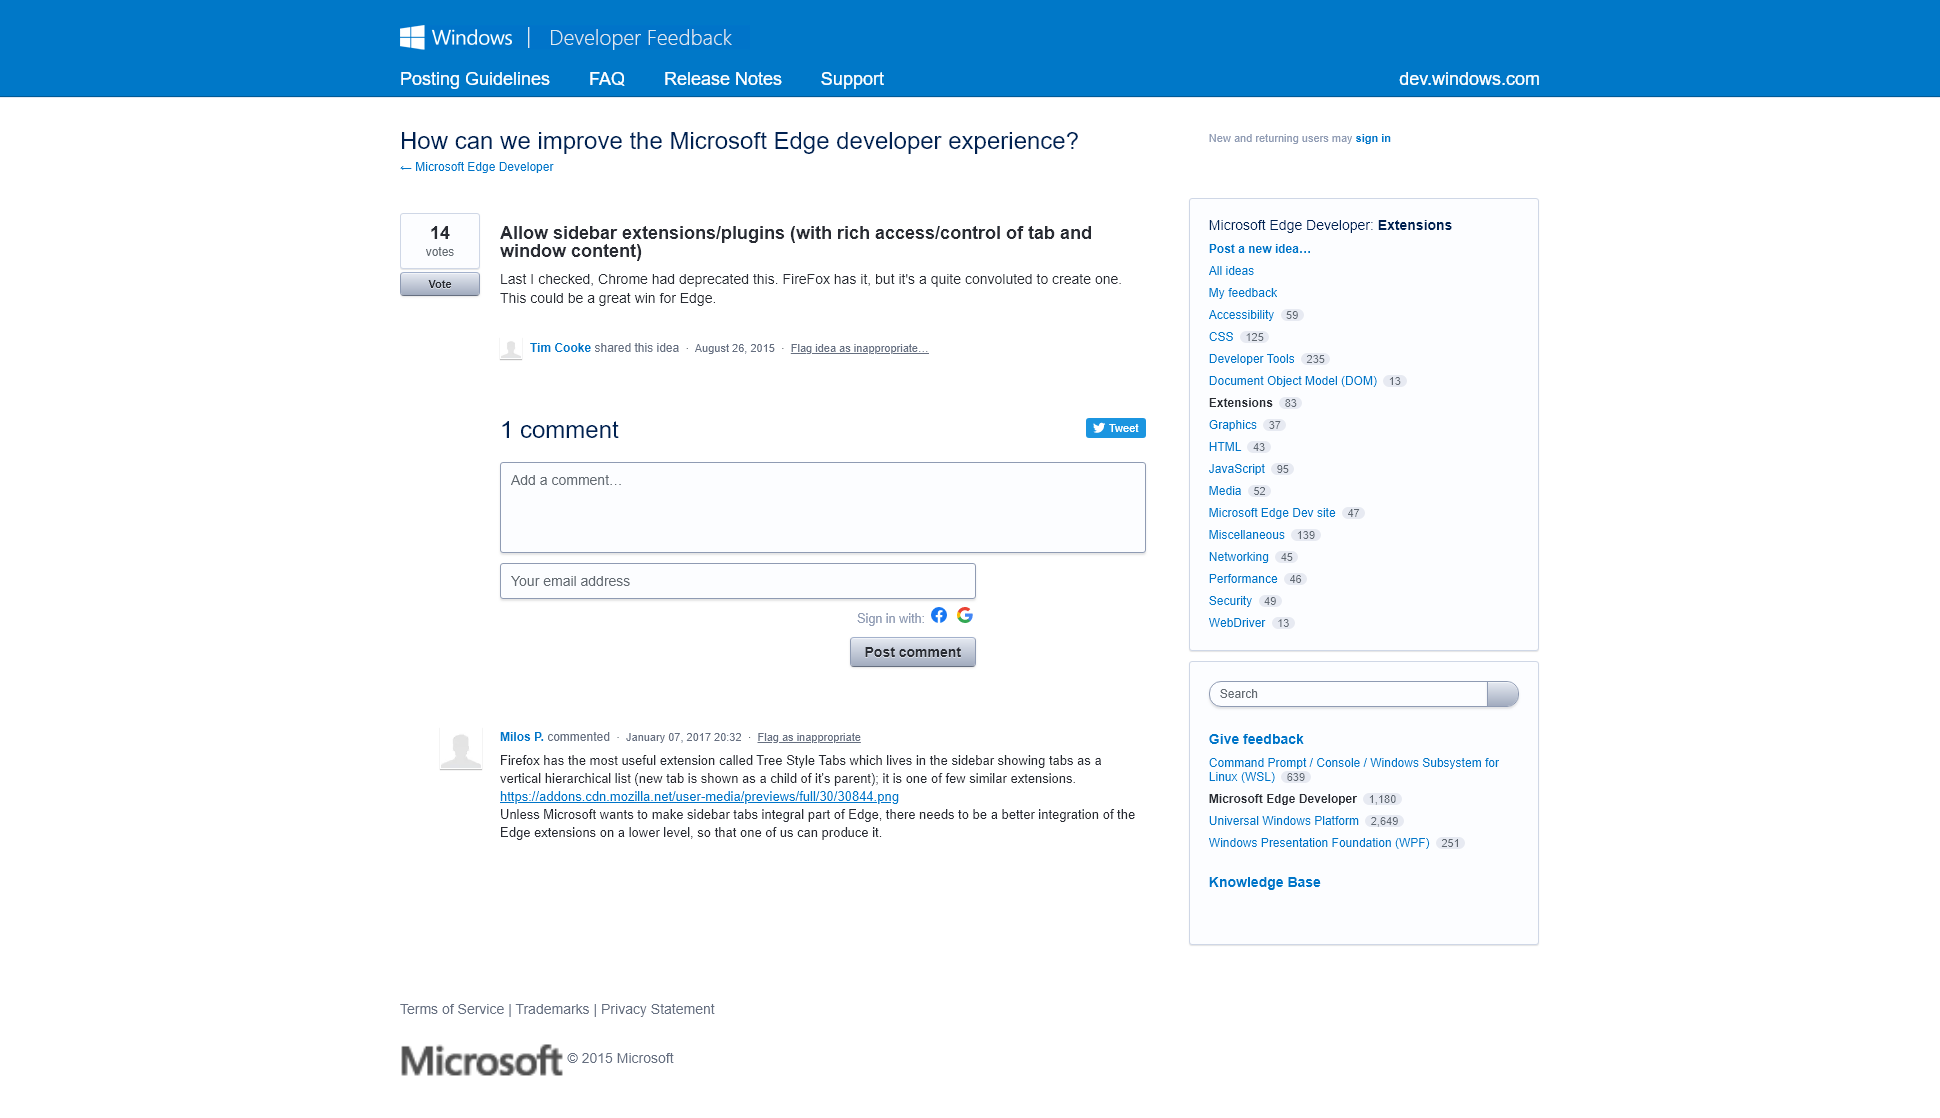 Windows | Developer Feedback
Posting Guidelines FAQ Release Notes Support dev.windows.com
How can we improve the Microsoft Edge developer experience?
← Microsoft Edge Developer
New and returning users may sign in
14
votes
Vote
Allow sidebar extensions/plugins (with rich access/control of tab and
window content)
Last I checked, Chrome had deprecated this. FireFox has it, but it's a quite convoluted to create one.
This could be a great win for Edge.
Tim Cooke shared this idea · August 26, 2015 · Flag idea as inappropriate…
1 comment
Tweet
Add a comment…
Your email address
Sign in with:
Post comment
Milos P. commented · January 07, 2017 20:32 · Flag as inappropriate
Firefox has the most useful extension called Tree Style Tabs which lives in the sidebar showing tabs as a
vertical hierarchical list (new tab is shown as a child of it's parent); it is one of few similar extensions.
https://addons.cdn.mozilla.net/user-media/previews/full/30/30844.png
Unless Microsoft wants to make sidebar tabs integral part of Edge, there needs to be a better integration of the
Edge extensions on a lower level, so that one of us can produce it.
Microsoft Edge Developer: Extensions
Post a new idea…
All ideas
My feedback
Accessibility 59
CSS 125
Developer Tools 235
Document Object Model (DOM) 13
Extensions 83
Graphics 37
HTML 43
JavaScript 95
Media 52
Microsoft Edge Dev site 47
Miscellaneous 139
Networking 45
Performance 46
Security 49
WebDriver 13
Search
Give feedback
Command Prompt / Console / Windows Subsystem for
Linux (WSL) 639
Microsoft Edge Developer 1,180
Universal Windows Platform 2,649
Windows Presentation Foundation (WPF) 251
Knowledge Base
Terms of Service | Trademarks | Privacy Statement
Microsoft © 2015 Microsoft